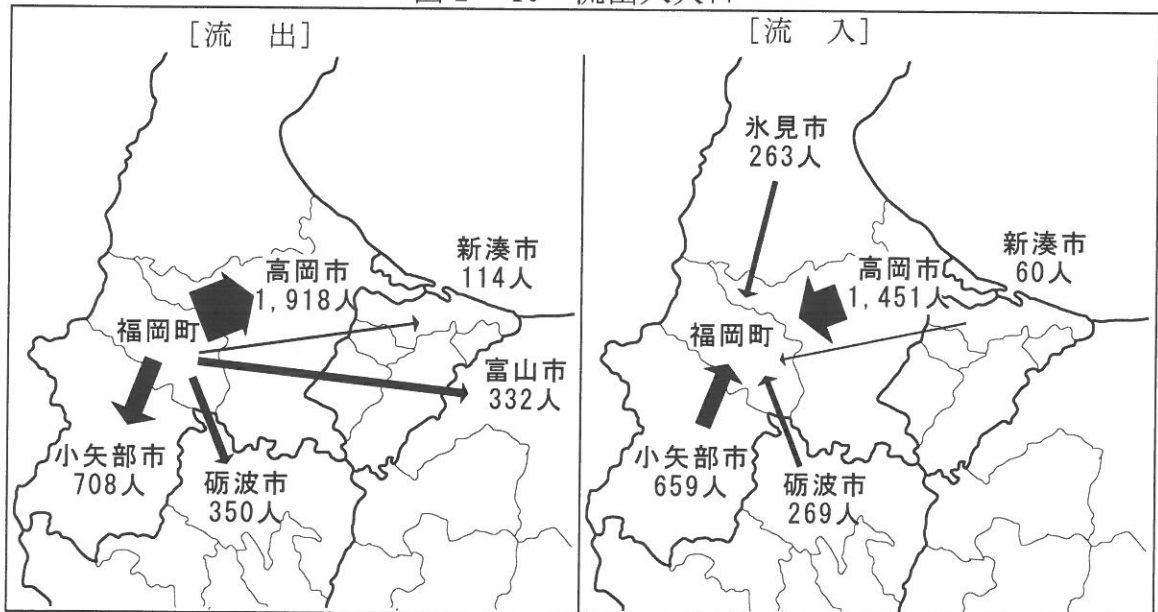 [流 出]
高岡市
1,918人
新湊市
114人
福岡町
富山市
332人
小矢部市
708人
砺波市
350人
[流 入]
氷見市
263人
高岡市
1,451人
新湊市
60人
福岡町
小矢部市
659人
砺波市
269人